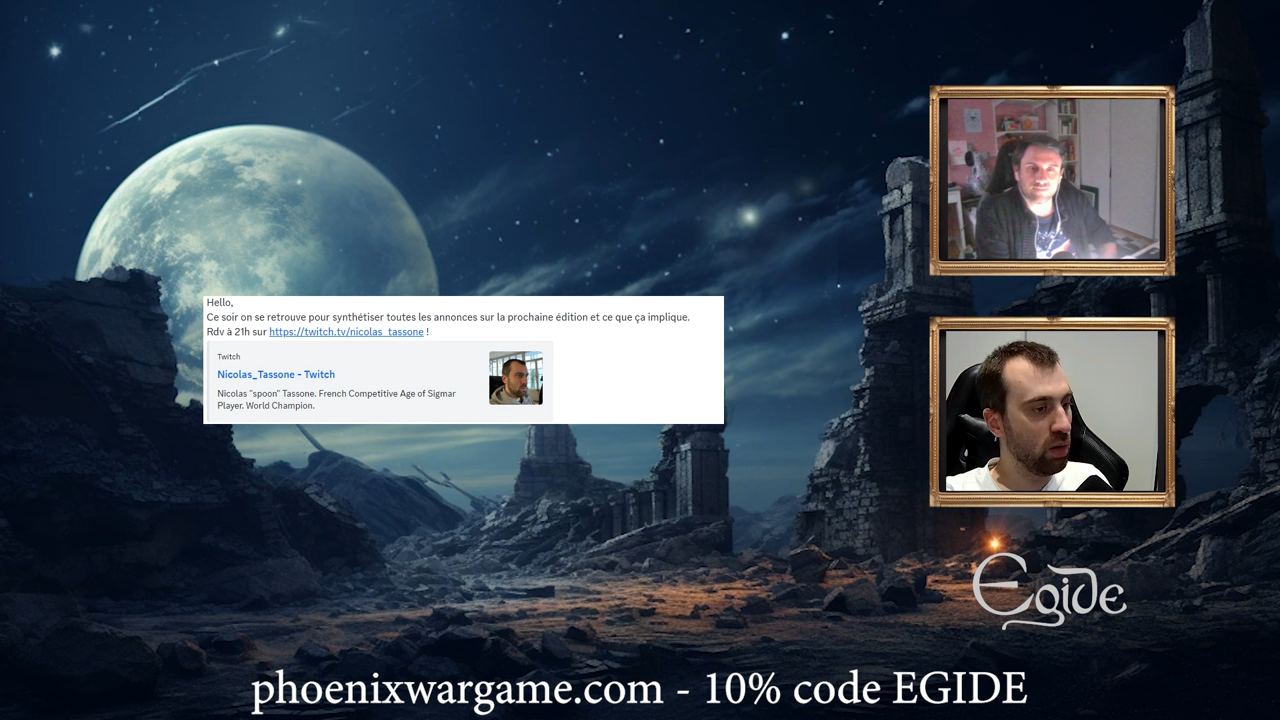 Hello,
Ce soir on se retrouve pour synthétiser toutes les annonces sur la prochaine édition et ce que ça implique.
Rdv à 21h sur https://twitch.tv/nicolas_tassone !
Twitch
Nicolas_Tassone - Twitch
Nicolas "spoon" Tassone. French Competitive Age of Sigmar
Player. World Champion.
Egide
phoenixwargame.com - 10% code EGIDE